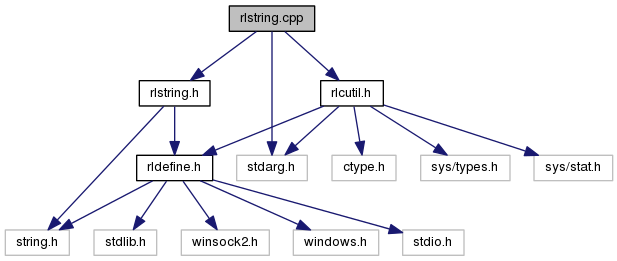 rlstring.cpp
rlstring.h
rlcutil.h
rldefine.h
stdarg.h
ctype.h
sys/types.h
sys/stat.h
string.h
stdlib.h
winsock2.h
windows.h
stdio.h